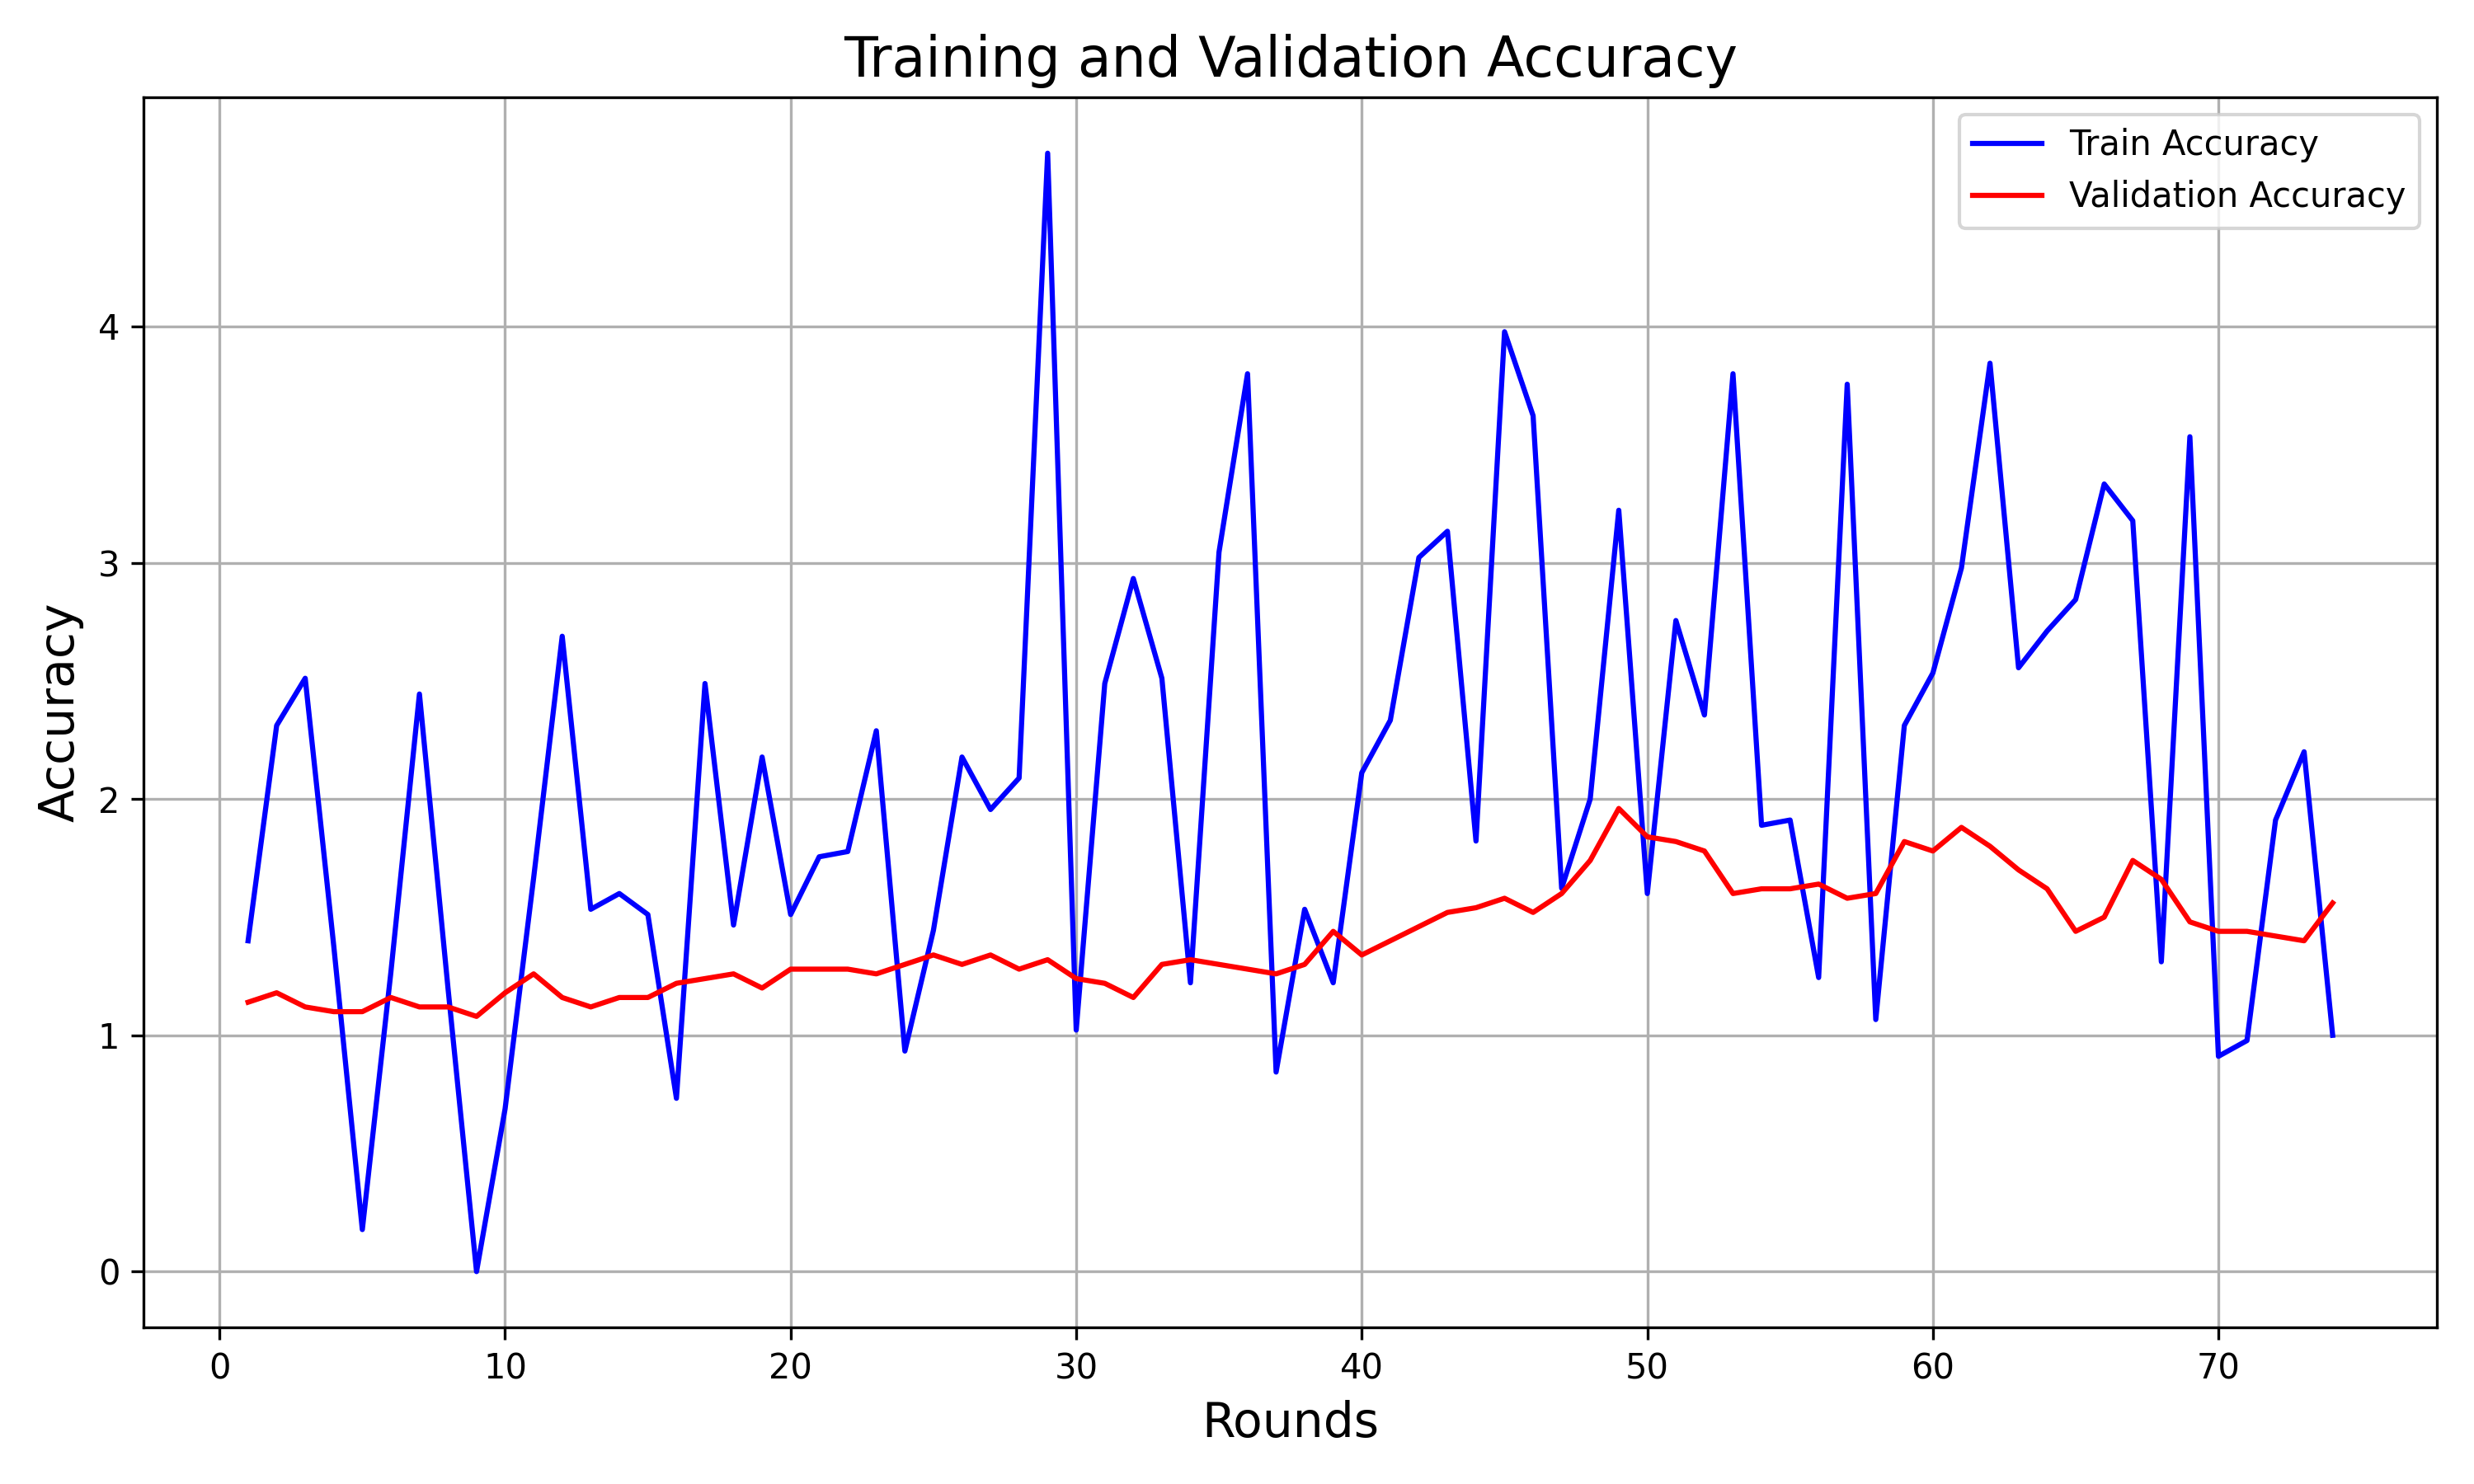 Training and Validation Accuracy
Train Accuracy
Validation Accuracy
4
3
2
1
0
Accuracy
0 10 20 30 40 50 60 70
Rounds